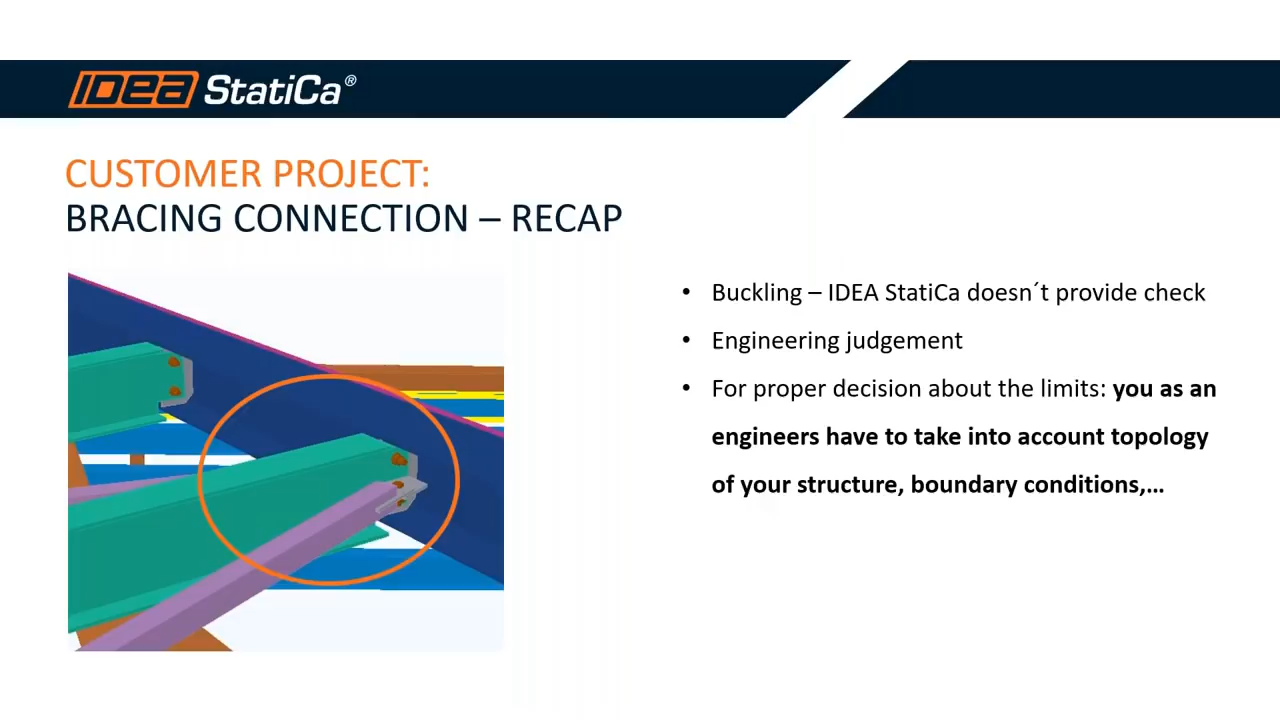 IDEA StatiCa®
CUSTOMER PROJECT:
BRACING CONNECTION – RECAP
• Buckling – IDEA StatiCa doesn´t provide check
• Engineering judgement
• For proper decision about the limits: you as an
engineers have to take into account topology
of your structure, boundary conditions,…